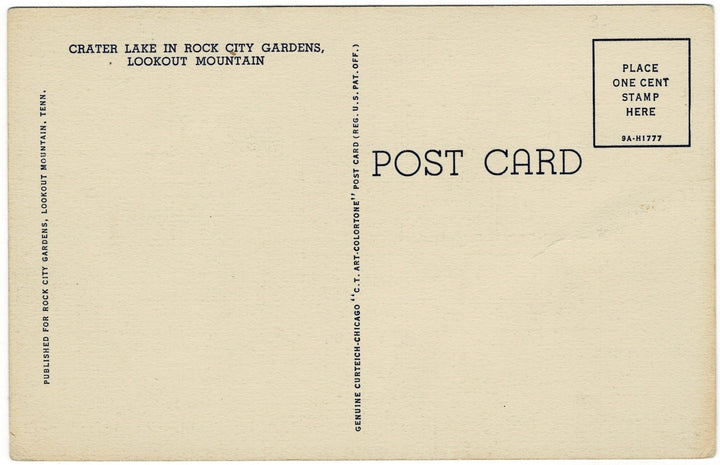 CRATER LAKE IN ROCK CITY GARDENS,
LOOKOUT MOUNTAIN
PUBLISHED FOR ROCK CITY GARDENS, LOOKOUT MOUNTAIN, TENN.
GENUINE CURTEICH-CHICAGO "C.T. ART-COLORTONE" POST CARD (REG. U.S. PAT. OFF.)
POST CARD
PLACE
ONE CENT
STAMP
HERE
9A-H1777